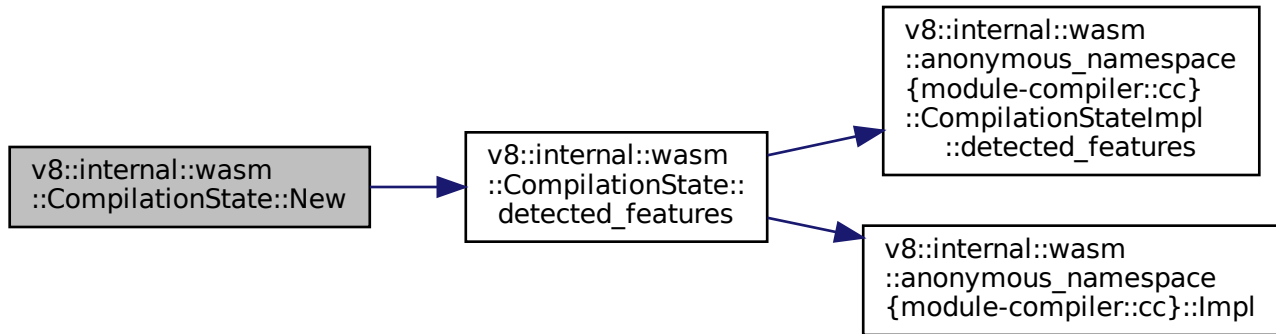 v8::internal::wasm
::CompilationState::New
v8::internal::wasm
::CompilationState::
detected_features
v8::internal::wasm
::anonymous_namespace
{module-compiler::cc}
::CompilationStateImpl
::detected_features
v8::internal::wasm
::anonymous_namespace
{module-compiler::cc}::Impl